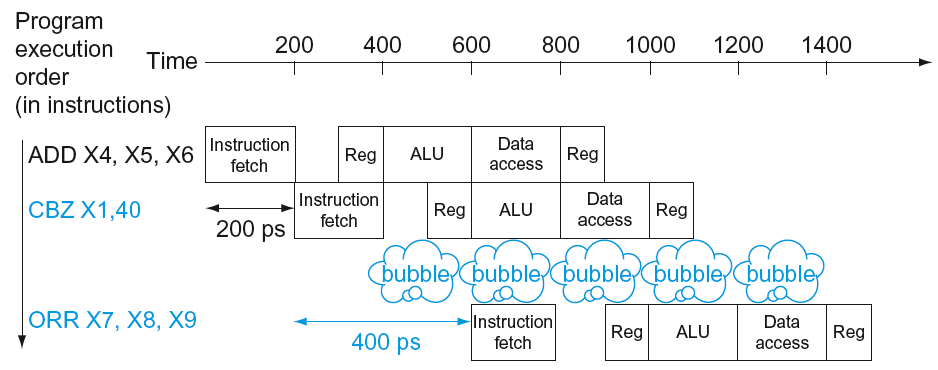 Program
execution
order
(in instructions)
Time
200 400 600 800 1000 1200 1400
ADD X4, X5, X6
Instruction
fetch
Reg
ALU
Data
access
Reg
CBZ X1,40
200 ps
Instruction
fetch
Reg
ALU
Data
access
Reg
bubble bubble bubble bubble bubble
ORR X7, X8, X9
400 ps
Instruction
fetch
Reg
ALU
Data
access
Reg